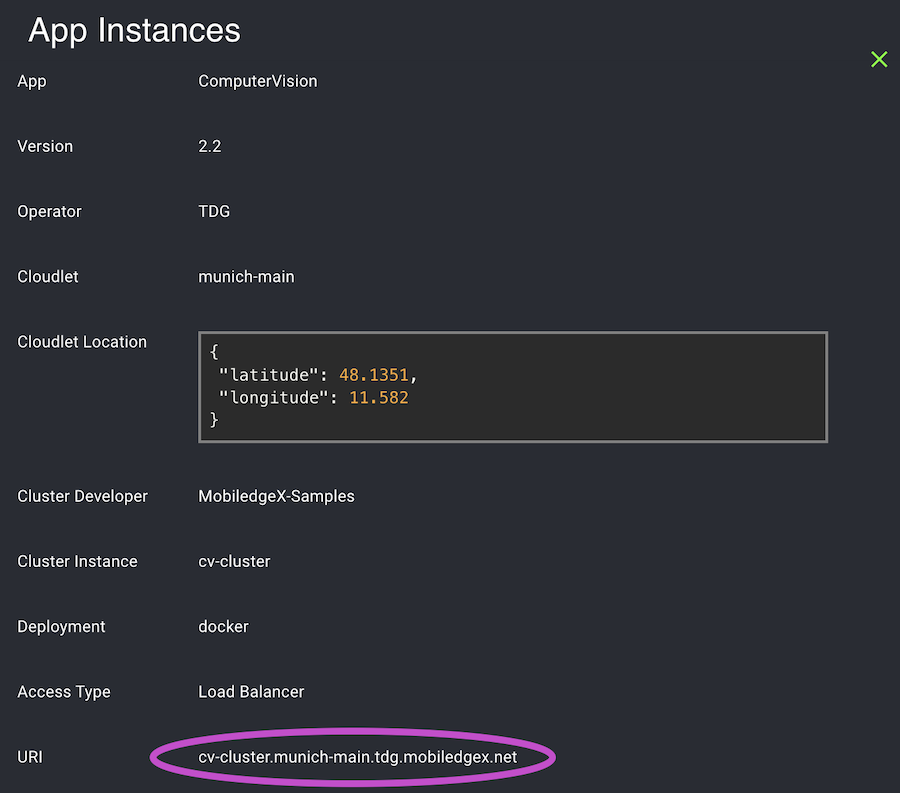 App Instances
App ComputerVision
Version 2.2
Operator TDG
Cloudlet munich-main
Cloudlet Location
{
"latitude": 48.1351,
"longitude": 11.582
}
Cluster Developer MobiledgeX-Samples
Cluster Instance cv-cluster
Deployment docker
Access Type Load Balancer
URI cv-cluster.munich-main.tdg.mobiledgex.net